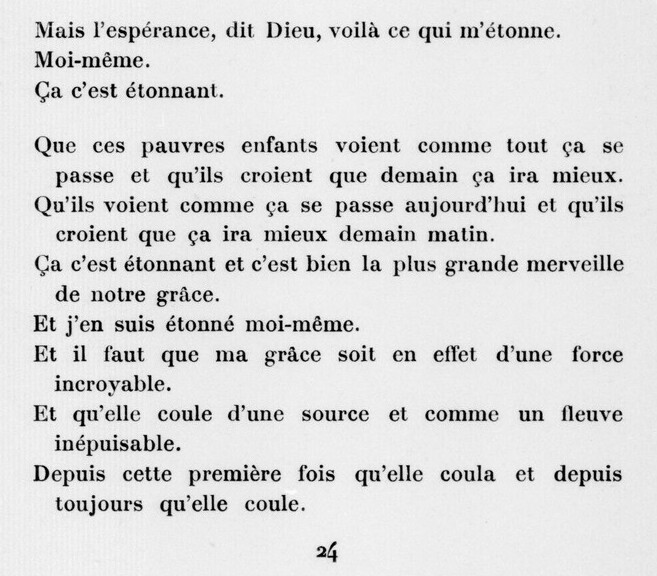 Mais l'espérance, dit Dieu, voilà ce qui m'étonne.
Moi-même.
Ça c'est étonnant.
Que ces pauvres enfants voient comme tout ça se
passe et qu'ils croient que demain ça ira mieux.
Qu'ils voient comme ça se passe aujourd'hui et qu'ils
croient que ça ira mieux demain matin.
Ça c'est étonnant et c'est bien la plus grande merveille
de notre grâce.
Et j'en suis étonné moi-même.
Et il faut que ma grâce soit en effet d'une force
incroyable.
Et qu'elle coule d'une source et comme un fleuve
inépuisable.
Depuis cette première fois qu'elle coula et depuis
toujours qu'elle coule.
24